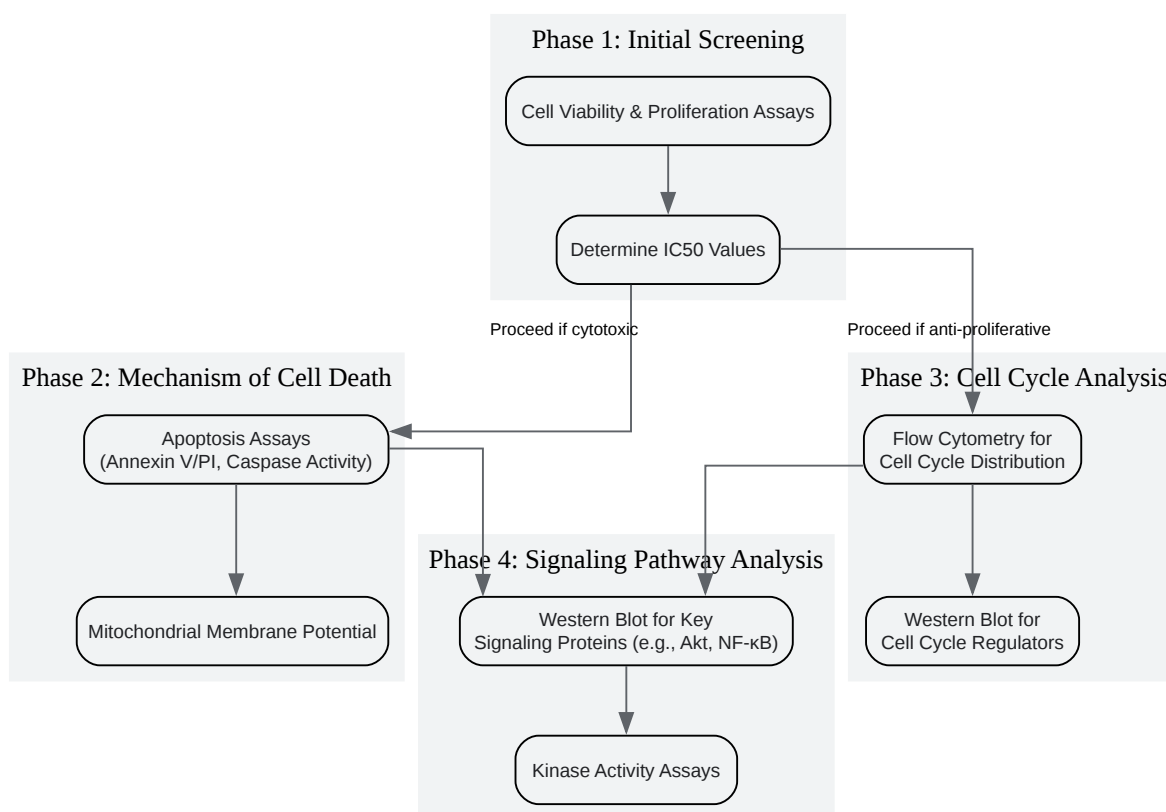 Phase 1: Initial Screening
Cell Viability & Proliferation Assays
Determine IC50 Values
Proceed if cytotoxic
Proceed if anti-proliferative
Phase 2: Mechanism of Cell Death
Apoptosis Assays
(Annexin V/PI, Caspase Activity)
Mitochondrial Membrane Potential
Phase 3: Cell Cycle Analysis
Flow Cytometry for
Cell Cycle Distribution
Western Blot for
Cell Cycle Regulators
Phase 4: Signaling Pathway Analysis
Western Blot for Key
Signaling Proteins (e.g., Akt, NF-κB)
Kinase Activity Assays